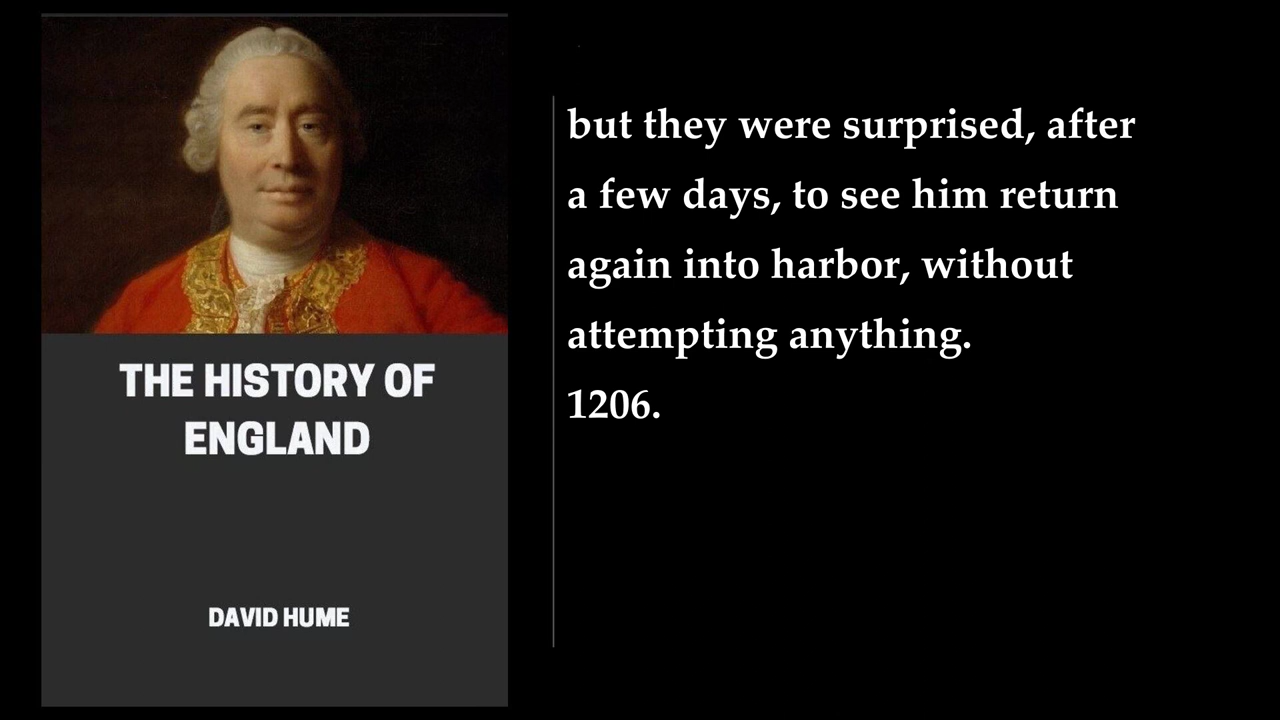 THE HISTORY OF
ENGLAND
DAVID HUME
but they were surprised, after
a few days, to see him return
again into harbor, without
attempting anything.
1206.